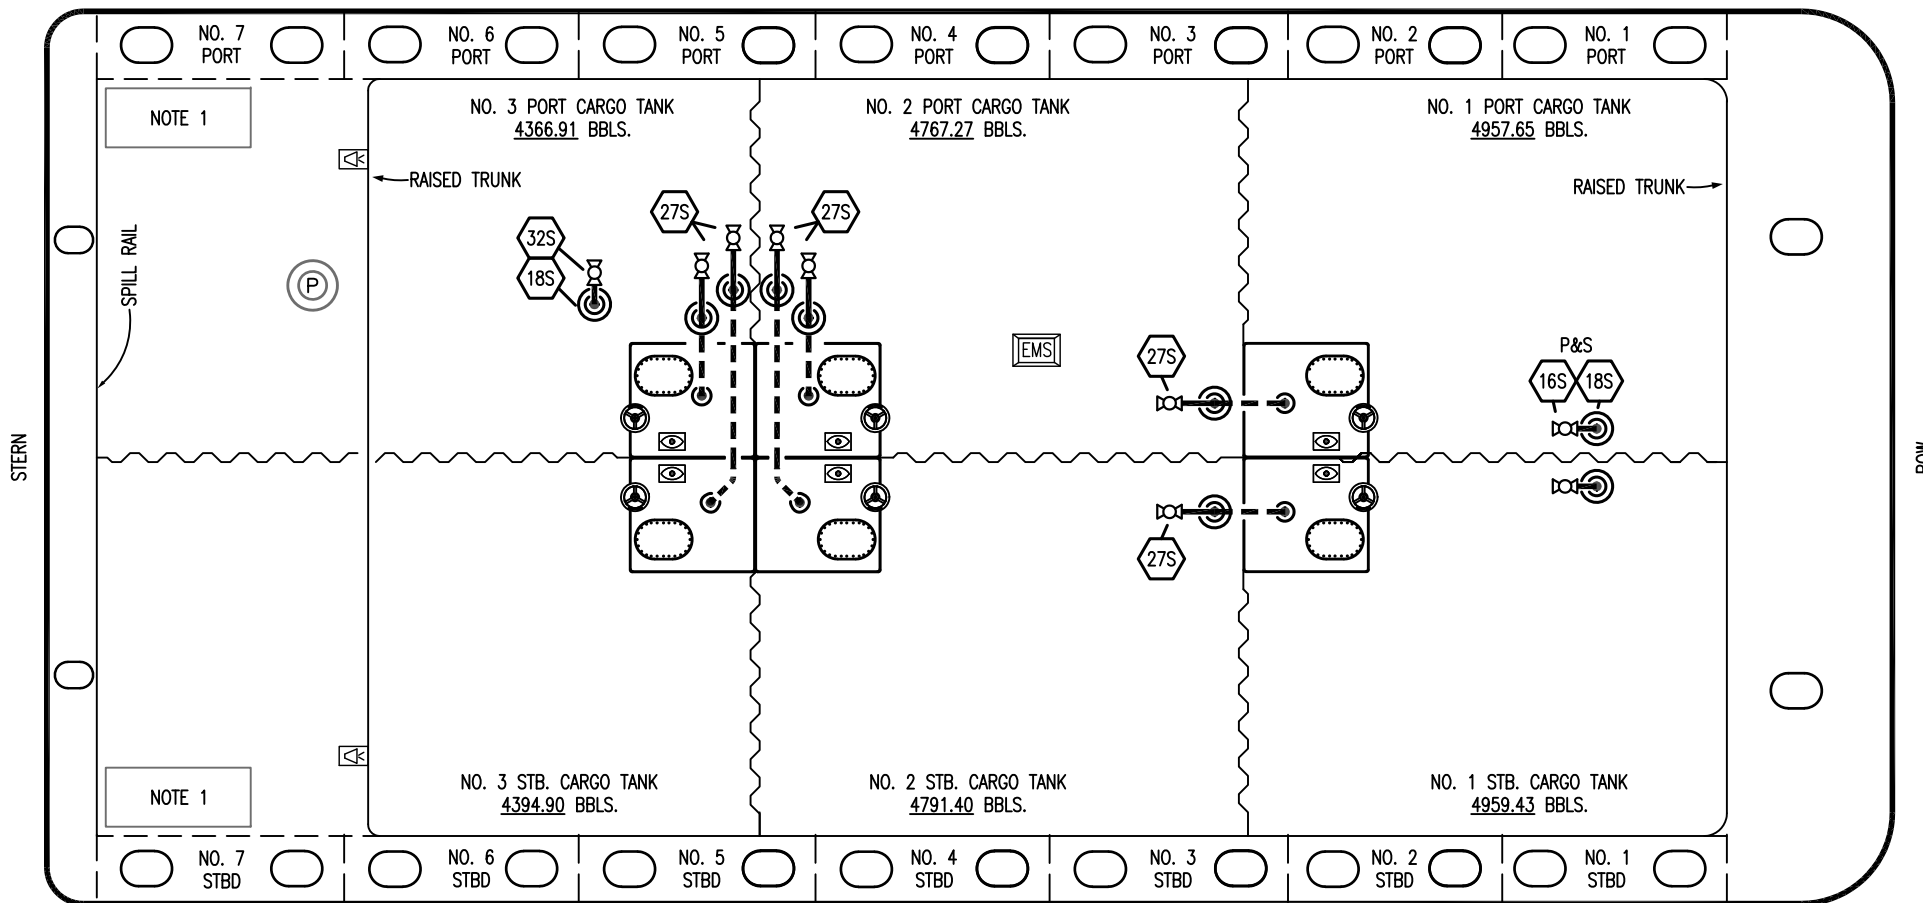 NO. 7
PORT
NO. 6
PORT
NO. 5
PORT
NO. 4
PORT
NO. 3
PORT
NO. 2
PORT
NO. 1
PORT
NOTE 1
NO. 3 PORT CARGO TANK
4366.91 BBLS.
NO. 2 PORT CARGO TANK
4767.27 BBLS.
NO. 1 PORT CARGO TANK
4957.65 BBLS.
RAISED TRUNK
RAISED TRUNK
27S
27S
32S
18S
SPILL RAIL
P
EMS
27S
P&S
16S
18S
STERN
BOW
27S
NO. 3 STB. CARGO TANK
4394.90 BBLS.
NO. 2 STB. CARGO TANK
4791.40 BBLS.
NO. 1 STB. CARGO TANK
4959.43 BBLS.
NOTE 1
NO. 7
STBD
NO. 6
STBD
NO. 5
STBD
NO. 4
STBD
NO. 3
STBD
NO. 2
STBD
NO. 1
STBD